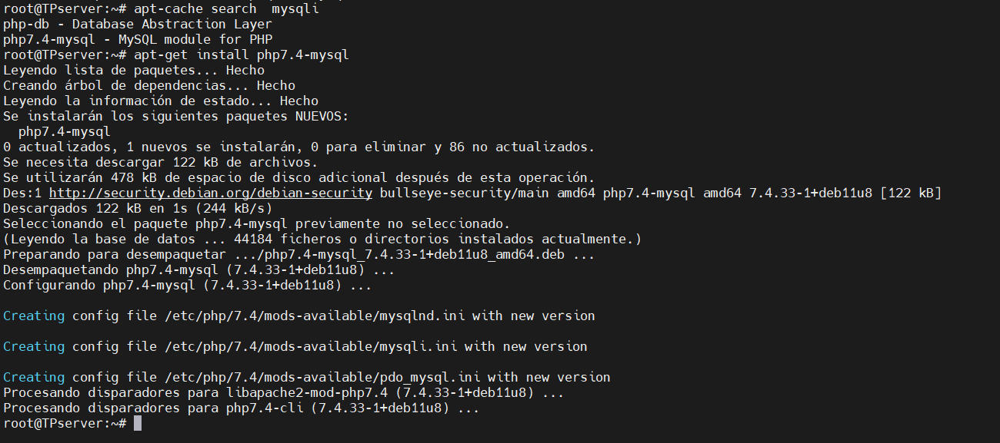 root@TPserver:~# apt-cache search  mysqli
php-db - Database Abstraction Layer
php7.4-mysql - MySQL module for PHP
root@TPserver:~# apt-get install php7.4-mysql
Leyendo lista de paquetes... Hecho
Creando árbol de dependencias... Hecho
Leyendo la información de estado... Hecho
Se instalarán los siguientes paquetes NUEVOS:
  php7.4-mysql
0 actualizados, 1 nuevos se instalarán, 0 para eliminar y 86 no actualizados.
Se necesita descargar 122 kB de archivos.
Se utilizarán 478 kB de espacio de disco adicional después de esta operación.
Des:1 http://security.debian.org/debian-security bullseye-security/main amd64 php7.4-mysql amd64 7.4.33-1+deb11u8 [122 kB]
Descargados 122 kB en 1s (244 kB/s)
Seleccionando el paquete php7.4-mysql previamente no seleccionado.
(Leyendo la base de datos ... 44184 ficheros o directorios instalados actualmente.)
Preparando para desempaquetar .../php7.4-mysql_7.4.33-1+deb11u8_amd64.deb ...
Desempaquetando php7.4-mysql (7.4.33-1+deb11u8) ...
Configurando php7.4-mysql (7.4.33-1+deb11u8) ...
Creating config file /etc/php/7.4/mods-available/mysqlnd.ini with new version
Creating config file /etc/php/7.4/mods-available/mysqli.ini with new version
Creating config file /etc/php/7.4/mods-available/pdo_mysql.ini with new version
Procesando disparadores para libapache2-mod-php7.4 (7.4.33-1+deb11u8) ...
Procesando disparadores para php7.4-cli (7.4.33-1+deb11u8) ...
root@TPserver:~#